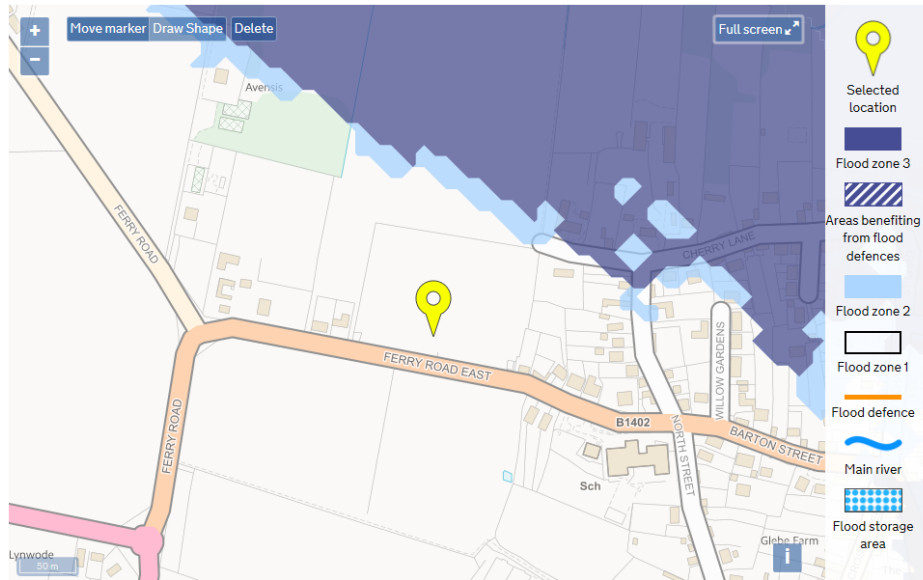 +
−
Move marker
Draw Shape
Delete
Full screen
Avensis
FERRY ROAD
CHERRY LANE
FERRY ROAD EAST
WILLOW GARDENS
B1402
NORTH STREET
BARTON STREET
FERRY ROAD
Sch
Glebe Farm
Lynwode
50 m
i
Selected
location
Flood zone 3
Areas benefiting
from flood
defences
Flood zone 2
Flood zone 1
Flood defence
Main river
Flood storage
area